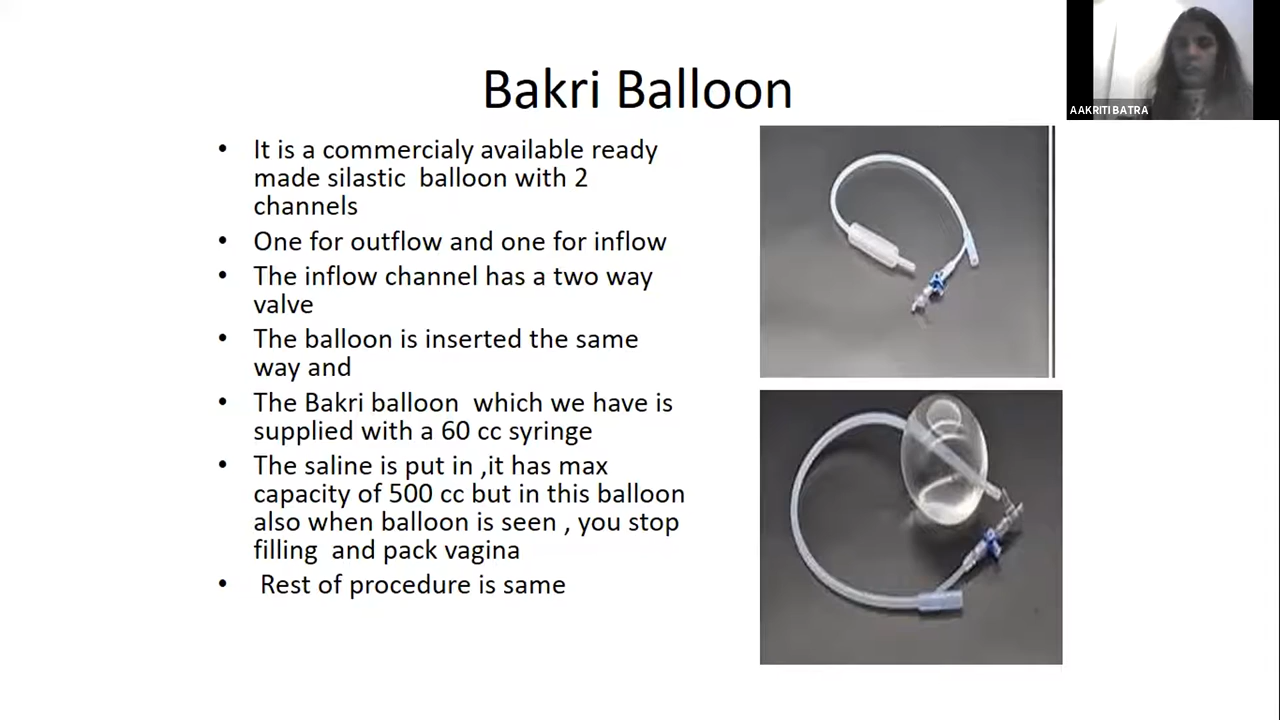 Bakri Balloon
AAKRITI BATRA
• It is a commercialy available ready
made silastic balloon with 2
channels
• One for outflow and one for inflow
• The inflow channel has a two way
valve
• The balloon is inserted the same
way and
• The Bakri balloon which we have is
supplied with a 60 cc syringe
• The saline is put in ,it has max
capacity of 500 cc but in this balloon
also when balloon is seen , you stop
filling and pack vagina
• Rest of procedure is same